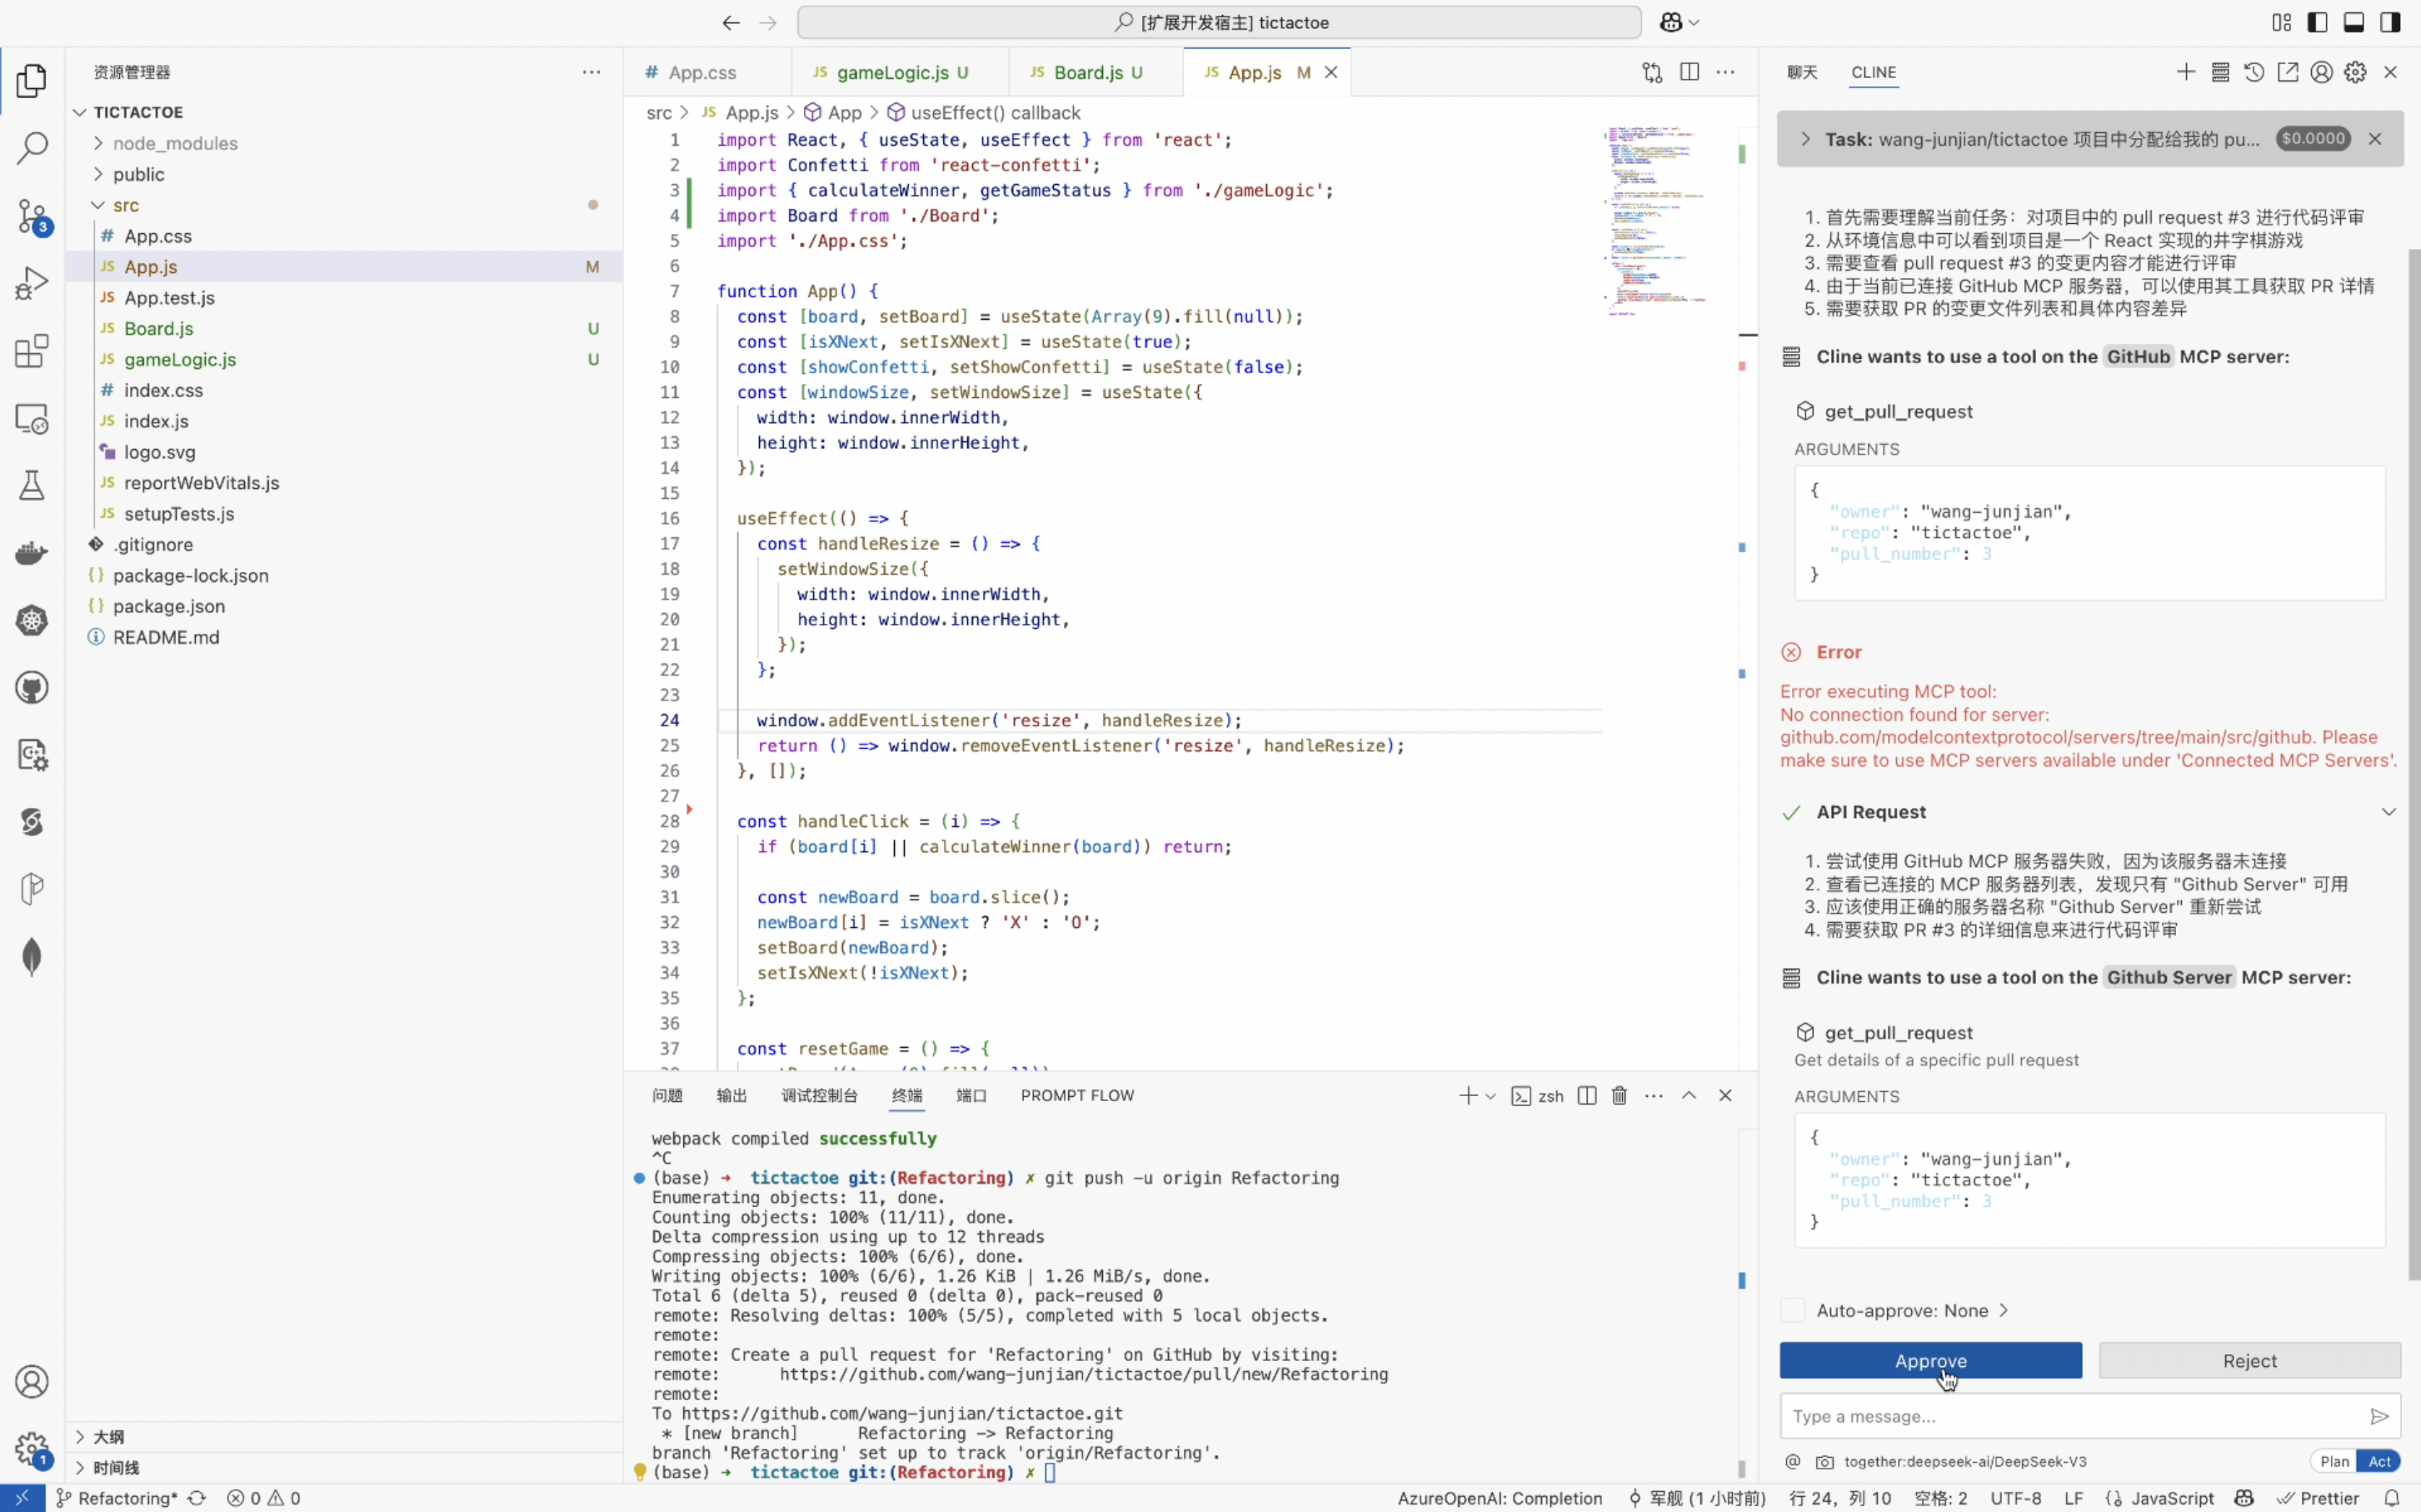 [扩展开发宿主] tictactoe
资源管理器
TICTACTOE
node_modules
public
src
# App.css
JS App.js M
JS App.test.js
JS Board.js U
JS gameLogic.js U
# index.css
JS index.js
logo.svg
JS reportWebVitals.js
JS setupTests.js
.gitignore
{} package-lock.json
{} package.json
README.md
大纲
时间线
3
1
# App.css
JS gameLogic.js U
JS Board.js U
JS App.js M
src > JS App.js > App > useEffect() callback
1 import React, { useState, useEffect } from 'react';
2 import Confetti from 'react-confetti';
3 import { calculateWinner, getGameStatus } from './gameLogic';
4 import Board from './Board';
5 import './App.css';
6
7 function App() {
8 const [board, setBoard] = useState(Array(9).fill(null));
9 const [isXNext, setIsXNext] = useState(true);
10 const [showConfetti, setShowConfetti] = useState(false);
11 const [windowSize, setWindowSize] = useState({
12 width: window.innerWidth,
13 height: window.innerHeight,
14 });
15
16 useEffect(() => {
17 const handleResize = () => {
18 setWindowSize({
19 width: window.innerWidth,
20 height: window.innerHeight,
21 });
22 };
23
24 window.addEventListener('resize', handleResize);
25 return () => window.removeEventListener('resize', handleResize);
26 }, []);
27
28 const handleClick = (i) => {
29 if (board[i] || calculateWinner(board)) return;
30
31 const newBoard = board.slice();
32 newBoard[i] = isXNext ? 'X' : 'O';
33 setBoard(newBoard);
34 setIsXNext(!isXNext);
35 };
36
37 const resetGame = () => {
问题 输出 调试控制台 终端 端口 PROMPT FLOW
zsh
webpack compiled successfully
^C
(base) ➜ tictactoe git:(Refactoring) ✗ git push -u origin Refactoring
Enumerating objects: 11, done.
Counting objects: 100% (11/11), done.
Delta compression using up to 12 threads
Compressing objects: 100% (6/6), done.
Writing objects: 100% (6/6), 1.26 KiB | 1.26 MiB/s, done.
Total 6 (delta 5), reused 0 (delta 0), pack-reused 0
remote: Resolving deltas: 100% (5/5), completed with 5 local objects.
remote:
remote: Create a pull request for 'Refactoring' on GitHub by visiting:
remote: https://github.com/wang-junjian/tictactoe/pull/new/Refactoring
remote:
To https://github.com/wang-junjian/tictactoe.git
* [new branch] Refactoring -> Refactoring
branch 'Refactoring' set up to track 'origin/Refactoring'.
(base) ➜ tictactoe git:(Refactoring) ✗
聊天 CLINE
Task: wang-junjian/tictactoe 项目中分配给我的 pu... $0.0000
1. 首先需要理解当前任务：对项目中的 pull request #3 进行代码评审
2. 从环境信息中可以看到项目是一个 React 实现的井字棋游戏
3. 需要查看 pull request #3 的变更内容才能进行评审
4. 由于当前已连接 GitHub MCP 服务器，可以使用其工具获取 PR 详情
5. 需要获取 PR 的变更文件列表和具体内容差异
Cline wants to use a tool on the GitHub MCP server:
get_pull_request
ARGUMENTS
{
"owner": "wang-junjian",
"repo": "tictactoe",
"pull_number": 3
}
Error
Error executing MCP tool:
No connection found for server:
github.com/modelcontextprotocol/servers/tree/main/src/github. Please
make sure to use MCP servers available under 'Connected MCP Servers'.
API Request
1. 尝试使用 GitHub MCP 服务器失败，因为该服务器未连接
2. 查看已连接的 MCP 服务器列表，发现只有 "Github Server" 可用
3. 应该使用正确的服务器名称 "Github Server" 重新尝试
4. 需要获取 PR #3 的详细信息来进行代码评审
Cline wants to use a tool on the Github Server MCP server:
get_pull_request
Get details of a specific pull request
ARGUMENTS
{
"owner": "wang-junjian",
"repo": "tictactoe",
"pull_number": 3
}
Auto-approve: None
Approve Reject
Type a message...
@ together:deepseek-ai/DeepSeek-V3 Plan Act
Refactoring* 0 0 AzureOpenAI: Completion 军舰 (1 小时前) 行 24，列 10 空格: 2 UTF-8 LF {} JavaScript Prettier